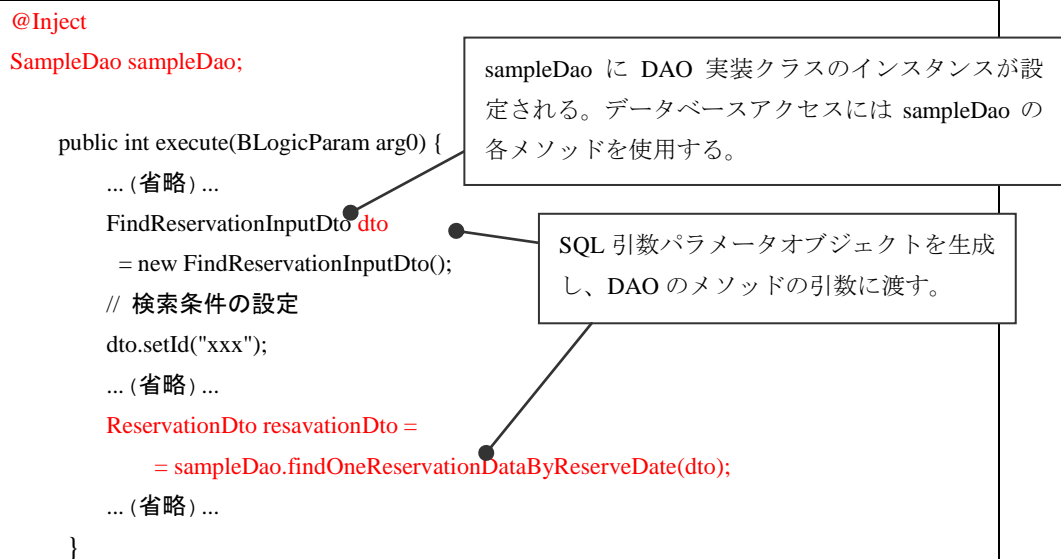 @Inject
SampleDao sampleDao;
sampleDao に DAO 実装クラスのインスタンスが設
定される。データベースアクセスには sampleDao の
各メソッドを使用する。
public int execute(BLogicParam arg0) {
...(省略)...
FindReservationInputDto dto
= new FindReservationInputDto();
SQL 引数パラメータオブジェクトを生成
し、DAO のメソッドの引数に渡す。
// 検索条件の設定
dto.setId("xxx");
...(省略)...
ReservationDto resavationDto =
= sampleDao.findOneReservationDataByReserveDate(dto);
...(省略)...
}